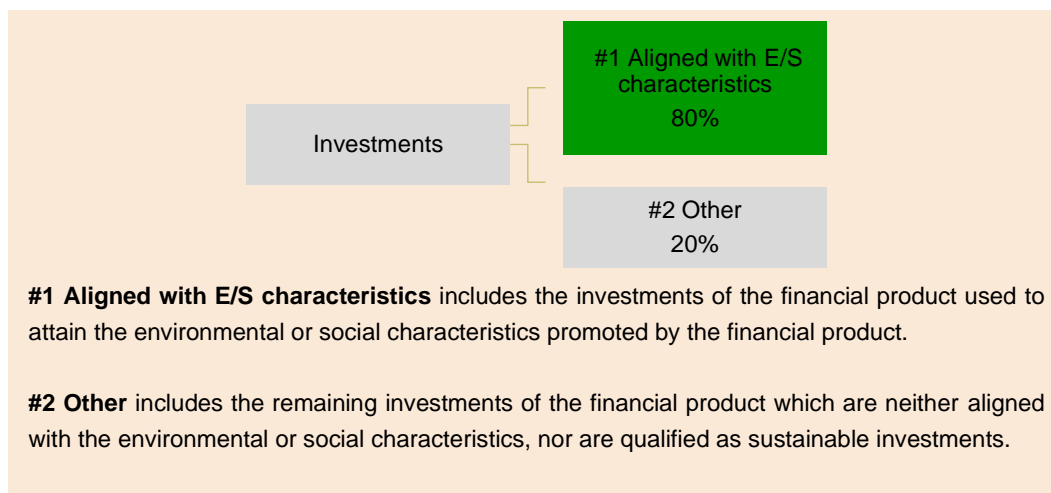 #1 Aligned with E/S
characteristics
80%
Investments
#2 Other
20%
#1 Aligned with E/S characteristics includes the investments of the financial product used to
attain the environmental or social characteristics promoted by the financial product.
#2 Other includes the remaining investments of the financial product which are neither aligned
with the environmental or social characteristics, nor are qualified as sustainable investments.